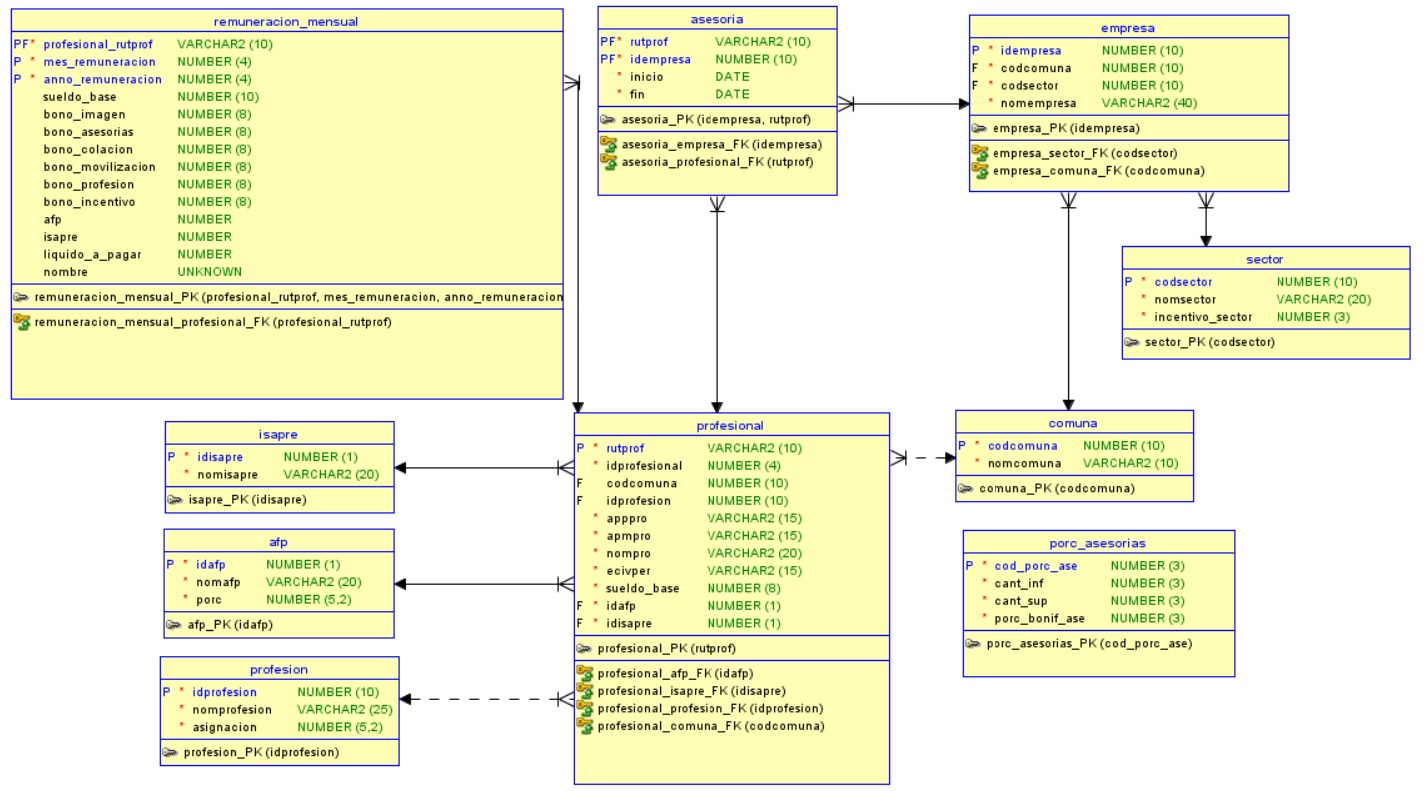 remuneracion_mensual
PF* profesional_rutprof VARCHAR2 (10)
P * mes_remuneracion NUMBER (4)
P * anno_remuneracion NUMBER (4)
sueldo_base NUMBER (10)
bono_imagen NUMBER (8)
bono_asesorias NUMBER (8)
bono_colacion NUMBER (8)
bono_movilizacion NUMBER (8)
bono_profesion NUMBER (8)
bono_incentivo NUMBER (8)
afp NUMBER
isapre NUMBER
liquido_a_pagar NUMBER
nombre UNKNOWN
remuneracion_mensual_PK (profesional_rutprof, mes_remuneracion, anno_remuneracion
remuneracion_mensual_profesional_FK (profesional_rutprof)
asesoria
PF* rutprof VARCHAR2 (10)
PF* idempresa NUMBER (10)
* inicio DATE
* fin DATE
asesoria_PK (idempresa, rutprof)
asesoria_empresa_FK (idempresa)
asesoria_profesional_FK (rutprof)
empresa
P * idempresa NUMBER (10)
F * codcomuna NUMBER (10)
F * codsector NUMBER (10)
* nomempresa VARCHAR2 (40)
empresa_PK (idempresa)
empresa_sector_FK (codsector)
empresa_comuna_FK (codcomuna)
sector
P * codsector NUMBER (10)
* nomsector VARCHAR2 (20)
* incentivo_sector NUMBER (3)
sector_PK (codsector)
isapre
P * idisapre NUMBER (1)
* nomisapre VARCHAR2 (20)
isapre_PK (idisapre)
afp
P * idafp NUMBER (1)
* nomafp VARCHAR2 (20)
* porc NUMBER (5,2)
afp_PK (idafp)
profesion
P * idprofesion NUMBER (10)
* nomprofesion VARCHAR2 (25)
* asignacion NUMBER (5,2)
profesion_PK (idprofesion)
profesional
P * rutprof VARCHAR2 (10)
* idprofesional NUMBER (4)
F codcomuna NUMBER (10)
F idprofesion NUMBER (10)
* apppro VARCHAR2 (15)
* apmpro VARCHAR2 (15)
* nompro VARCHAR2 (20)
* ecivper VARCHAR2 (15)
* sueldo_base NUMBER (8)
F * idafp NUMBER (1)
F * idisapre NUMBER (1)
profesional_PK (rutprof)
profesional_afp_FK (idafp)
profesional_isapre_FK (idisapre)
profesional_profesion_FK (idprofesion)
profesional_comuna_FK (codcomuna)
comuna
P * codcomuna NUMBER (10)
* nomcomuna VARCHAR2 (10)
comuna_PK (codcomuna)
porc_asesorias
P * cod_porc_ase NUMBER (3)
* cant_inf NUMBER (3)
* cant_sup NUMBER (3)
* porc_bonif_ase NUMBER (3)
porc_asesorias_PK (cod_porc_ase)